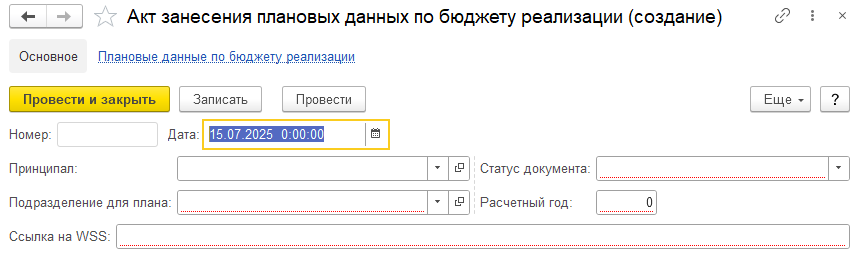 Акт занесения плановых данных по бюджету реализации (создание)
Основное Плановые данные по бюджету реализации
Провести и закрыть Записать Провести Еще ?
Номер: Дата: 15.07.2025 0:00:00
Принципал: Статус документа:
Подразделение для плана: Расчетный год: 0
Ссылка на WSS: